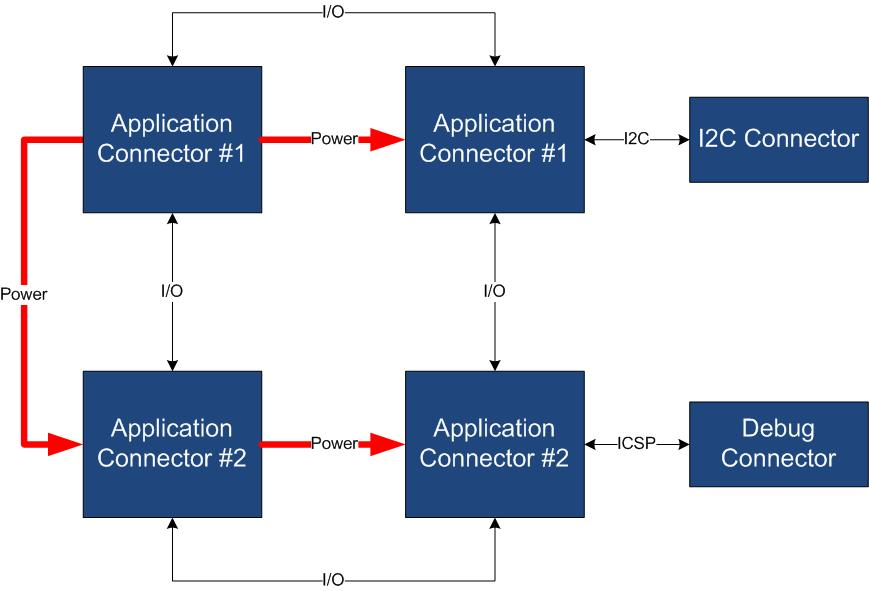 I/O
Application
Connector #1
Power
Application
Connector #1
I2C
I2C Connector
Power
I/O
I/O
Application
Connector #2
Power
Application
Connector #2
ICSP
Debug
Connector
I/O